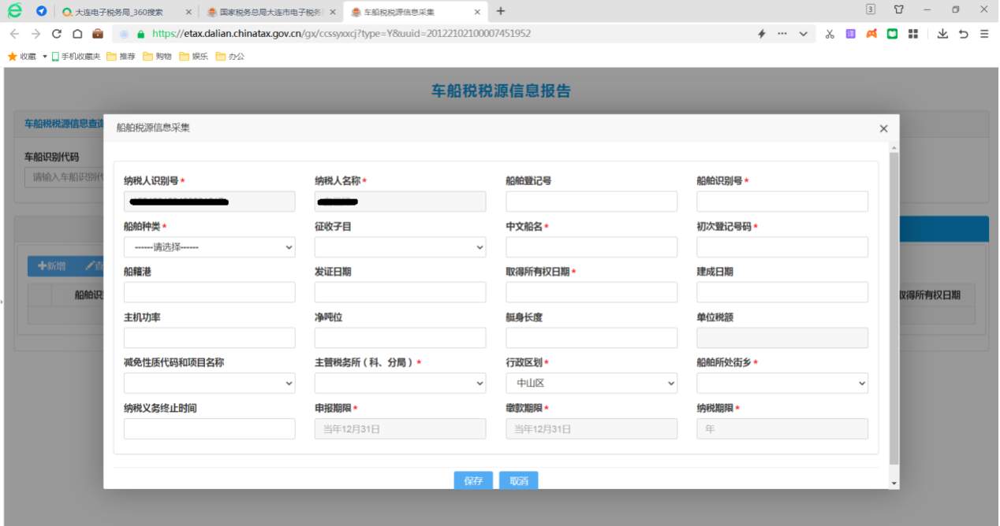 大连电子税务局_360搜索
国家税务总局大连市电子税务
车船税税源信息采集
3
https://etax.dalian.chinatax.gov.cn/gx/ccssyxxcj?type=Y&uuid=20122102100007451952
译
收藏 手机收藏夹 推荐 购物 娱乐 办公
车船税税源信息报告
车船税税源信息查询
船舶税源信息采集
车船识别代码
请输入车船识别代
纳税人识别号* 纳税人名称* 船舶登记号 船舶识别号*
船舶种类* 征收子目 中文船名* 初次登记号码*
------请选择------
新增 查
船籍港 发证日期 取得所有权日期* 建成日期
船舶识 取得所有权日期
主机功率 净吨位 艇身长度 单位税额
减免性质代码和项目名称 主管税务所（科、分局）* 行政区划* 船舶所处街乡*
中山区
纳税义务终止时间 申报期限* 缴款期限* 纳税期限*
当年12月31日 当年12月31日 年
保存 取消